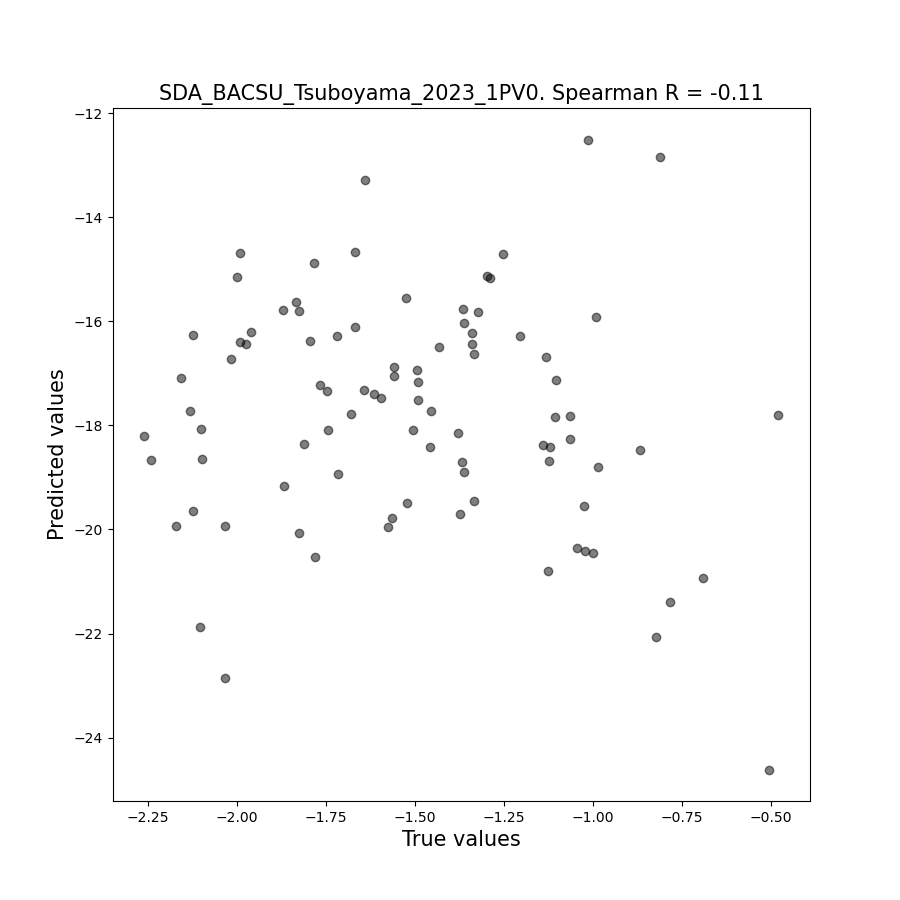 SDA_BACSU_Tsuboyama_2023_1PV0. Spearman R = -0.11
−12
−14
−16
−18
−20
−22
−24
Predicted values
−2.25 −2.00 −1.75 −1.50 −1.25 −1.00 −0.75 −0.50
True values